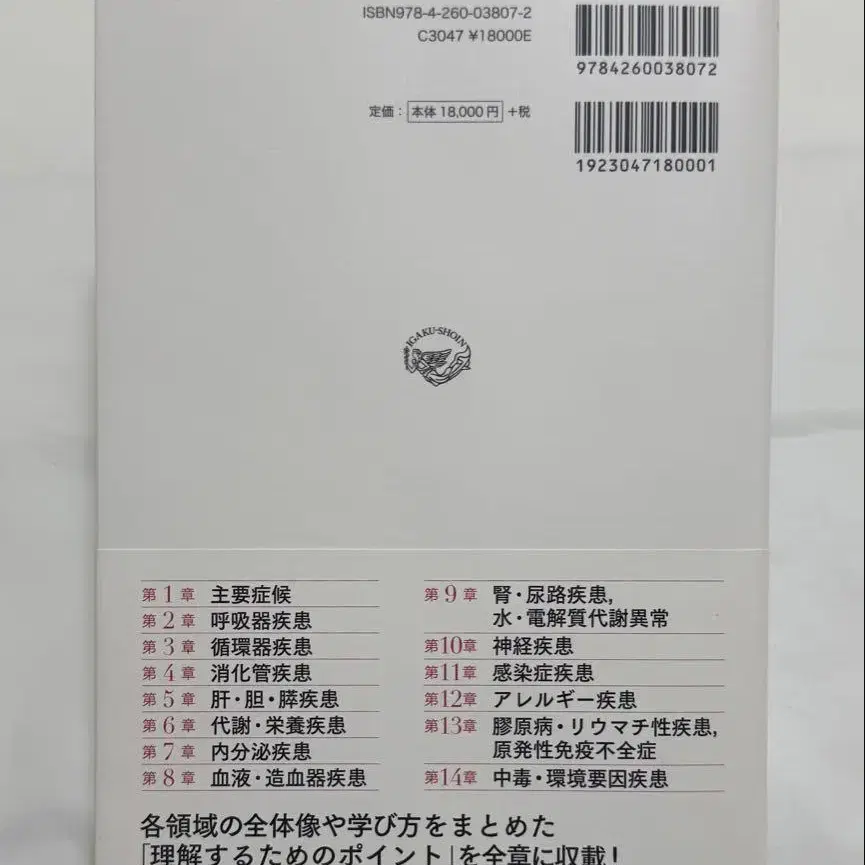 ISBN978-4-260-03807-2
C3047 ¥18000E
9784260038072
定価: 本体 18,000円 +税
1923047180001
IGAKU-SHOIN
第1章 主要症候
第2章 呼吸器疾患
第3章 循環器疾患
第4章 消化管疾患
第5章 肝・胆・膵疾患
第6章 代謝・栄養疾患
第7章 内分泌疾患
第8章 血液・造血器疾患
第9章 腎・尿路疾患,
水・電解質代謝異常
第10章 神経疾患
第11章 感染症疾患
第12章 アレルギー疾患
第13章 膠原病・リウマチ性疾患,
原発性免疫不全症
第14章 中毒・環境要因疾患
各領域の全体像や学び方をまとめた
「理解するためのポイント」を全章に収載!